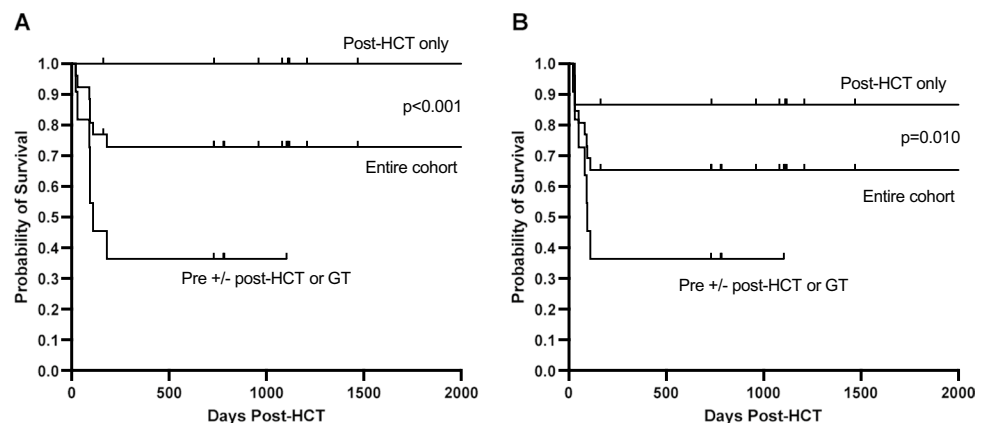 A
Post-HCT only
p<0.001
Entire cohort
Pre +/- post-HCT or GT
Probability of Survival
1.0
0.9
0.8
0.7
0.6
0.5
0.4
0.3
0.2
0.1
0.0
0 500 1000 1500 2000
Days Post-HCT
B
Post-HCT only
p=0.010
Entire cohort
Pre +/- post-HCT or GT
Probability of Survival
1.0
0.9
0.8
0.7
0.6
0.5
0.4
0.3
0.2
0.1
0.0
0 500 1000 1500 2000
Days Post-HCT